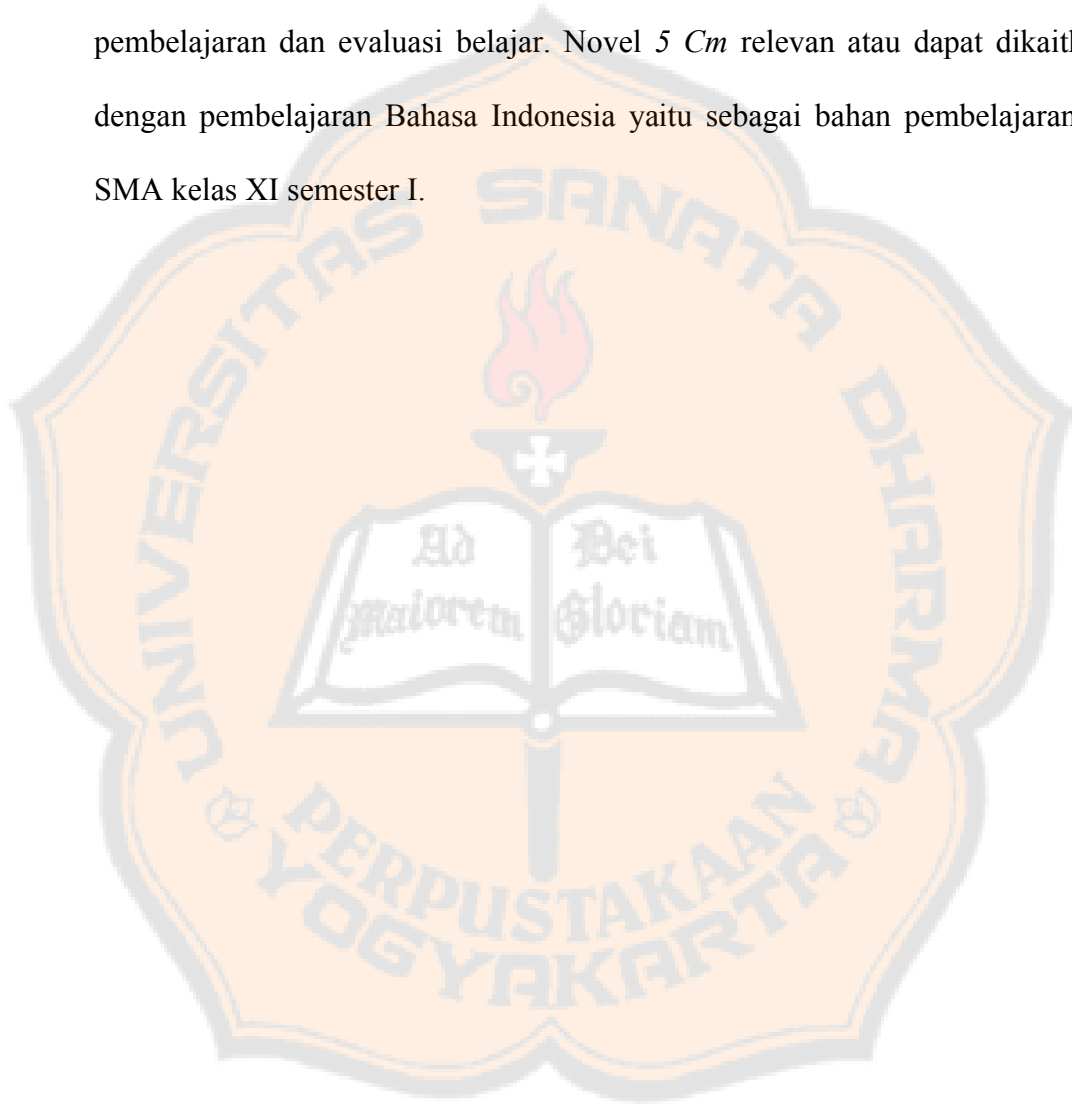 pembelajaran dan evaluasi belajar. Novel 5 Cm relevan atau dapat dikaitk
dengan pembelajaran Bahasa Indonesia yaitu sebagai bahan pembelajaran
SMA kelas XI semester I.
UNIVERSITAS SANATA DHARMA
Ad Dei
Maiorem Gloriam
PERPUSTAKAAN
YOGYAKARTA